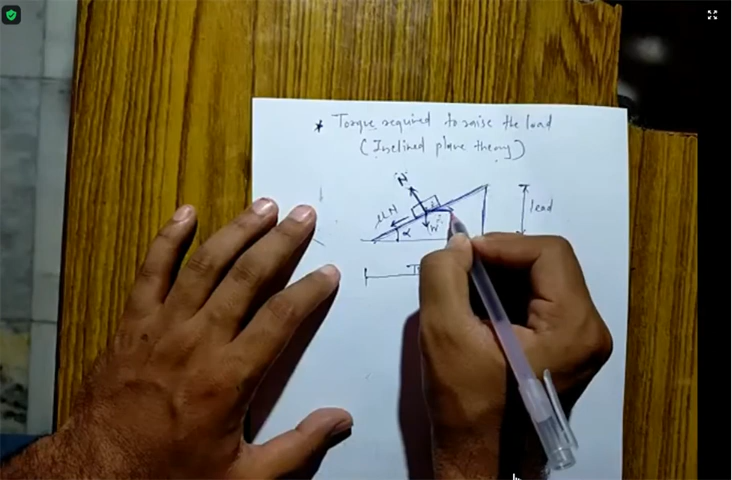 * Torque required to raise the load
(Inclined plane theory)
N
μN
α
W
lead